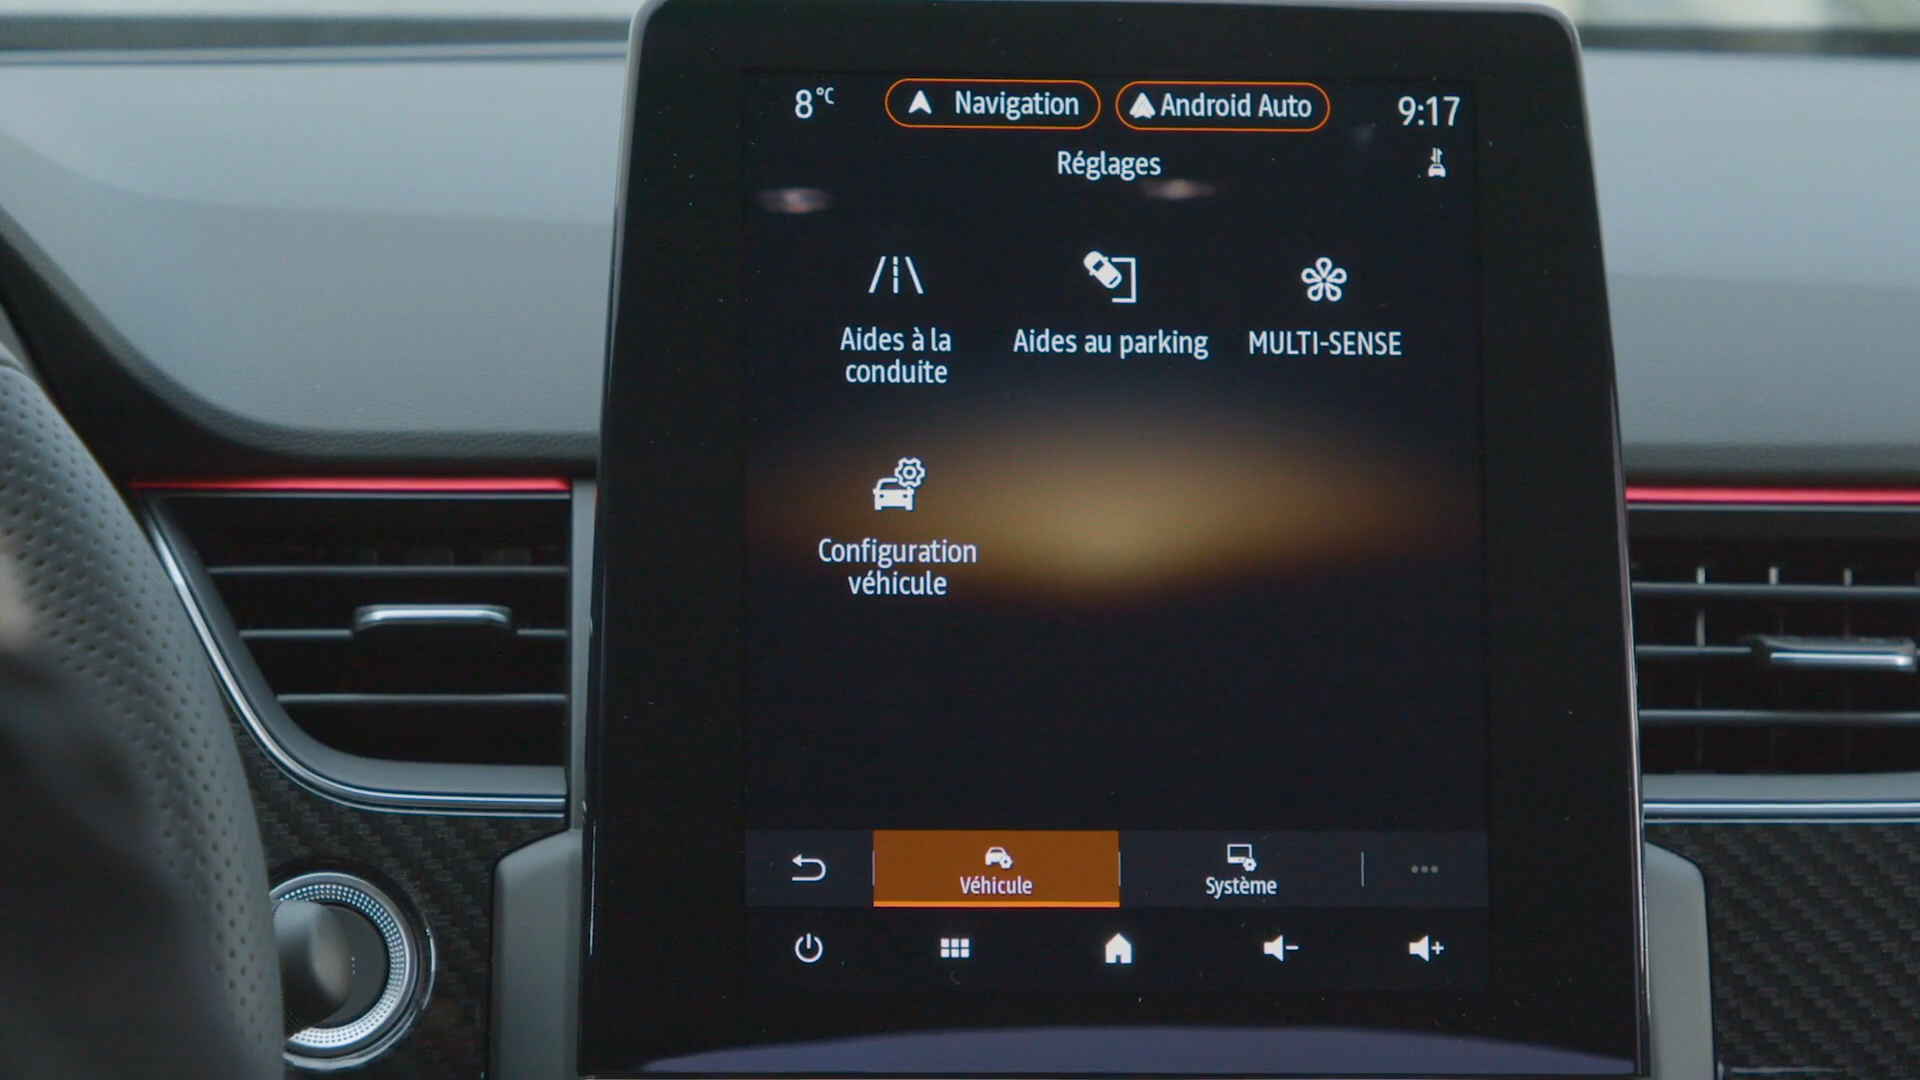 8°C Navigation Android Auto 9:17
Réglages
Aides à la
conduite
Aides au parking
MULTI-SENSE
Configuration
véhicule
Véhicule
Système